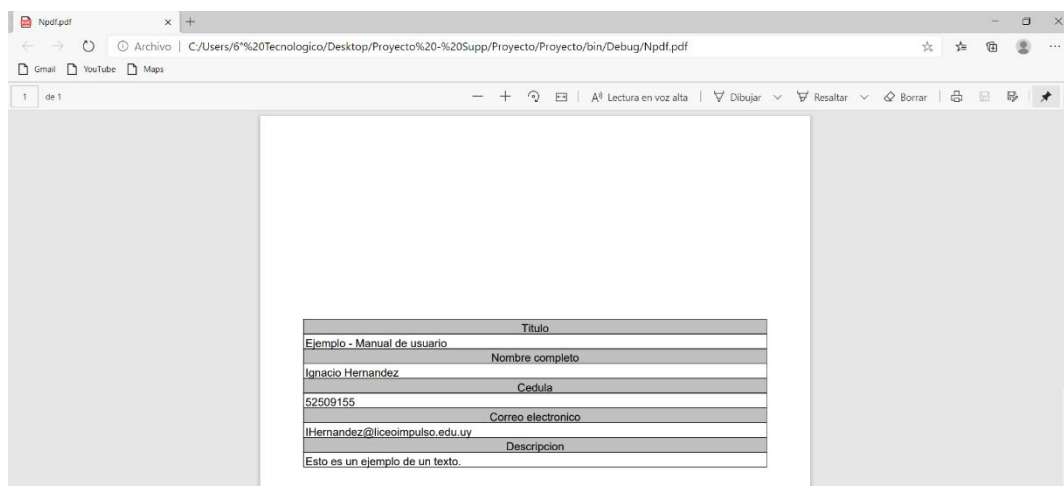 Npdf.pdf
Archivo | C:/Users/6°%20Tecnologico/Desktop/Proyecto%20-%20Supp/Proyecto/Proyecto/bin/Debug/Npdf.pdf
Gmail YouTube Maps
1 de 1 Lectura en voz alta | Dibujar Resaltar Borrar
Titulo
Ejemplo - Manual de usuario
Nombre completo
Ignacio Hernandez
Cedula
52509155
Correo electronico
IHernandez@liceoimpulso.edu.uy
Descripcion
Esto es un ejemplo de un texto.